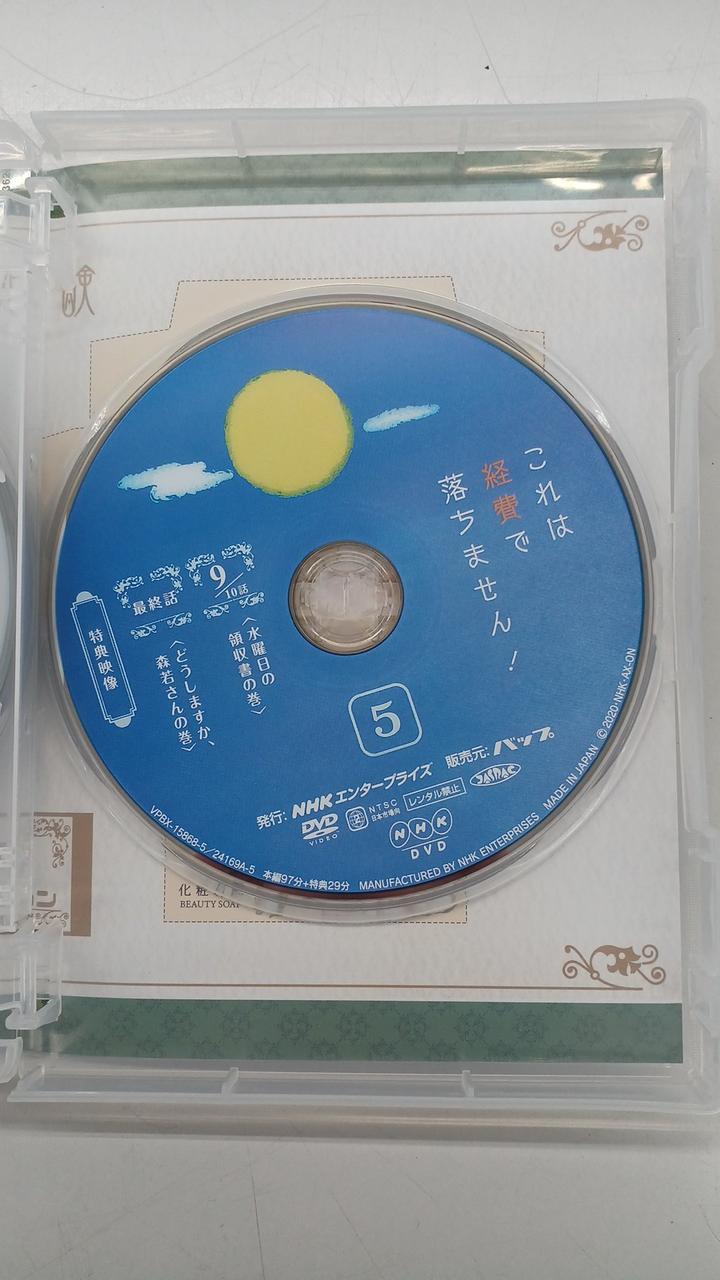 これは
経費で
落ちません!
9/10話
〈水曜日の
領収書の巻〉
最終話
〈どうしますか、
森若さんの巻〉
特典映像
5
発行: NHKエンタープライズ 販売元: バップ
DVD
VIDEO
2
NTSC
日本市場向
レンタル禁止
JASRAC
NHK
DVD
VPBX-15868-5/24169A-5 本編97分+特典29分 MANUFACTURED BY NHK ENTERPRISES MADE IN JAPAN ©2020 NHK・AX-ON
化粧
BEAUTY SOAP
ン